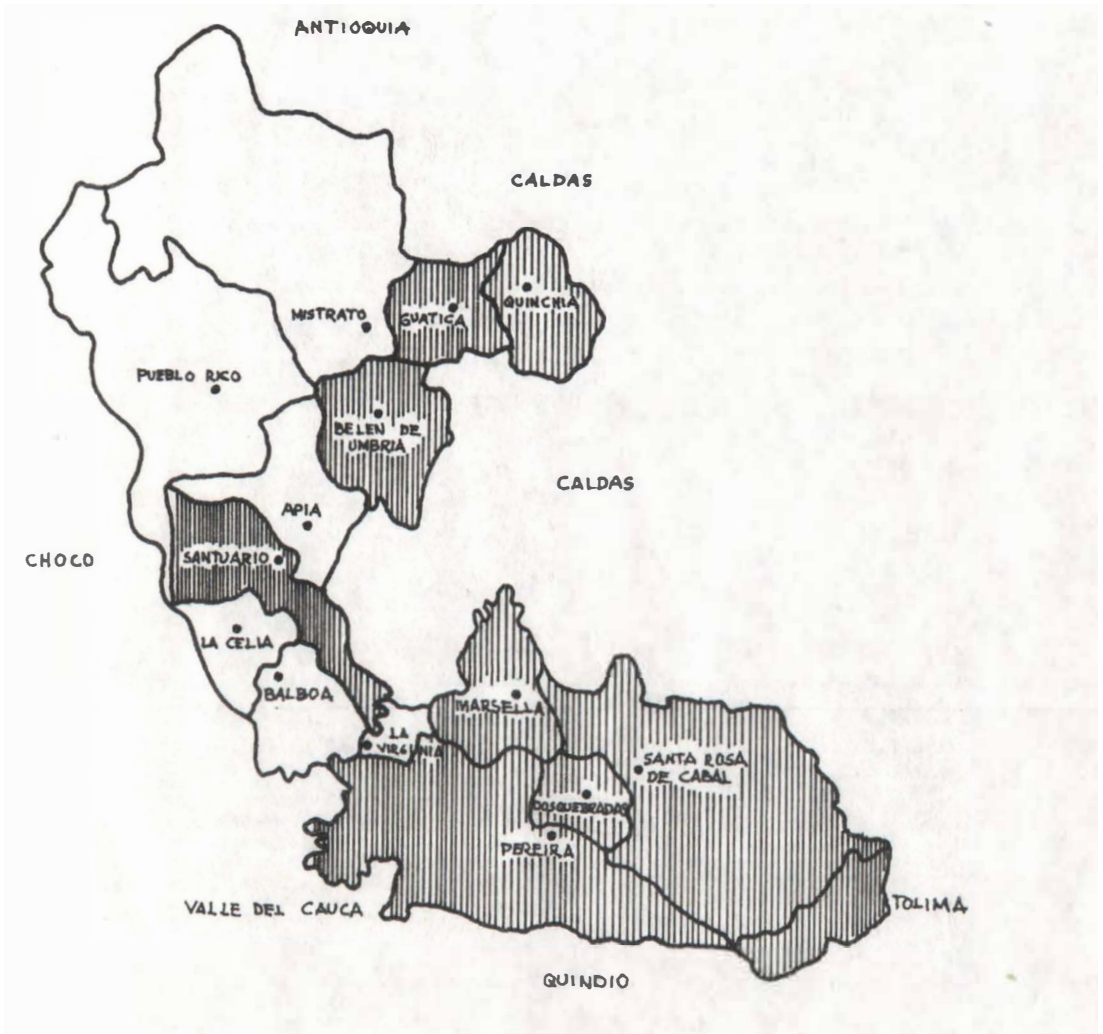 ANTIOQUIA
CALDAS
QUINCHIA
GUATICA
MISTRATO
PUEBLO RICO
BELEN DE
UMBRIA
CALDAS
APIA
CHOCO
SANTUARIO
LA CELIA
BALBOA
MARSELLA
LA
VIRGINIA
SANTA ROSA
DE CABAL
DOSQUEBRADAS
PEREIRA
VALLE DEL CAUCA
TOLIMA
QUINDIO